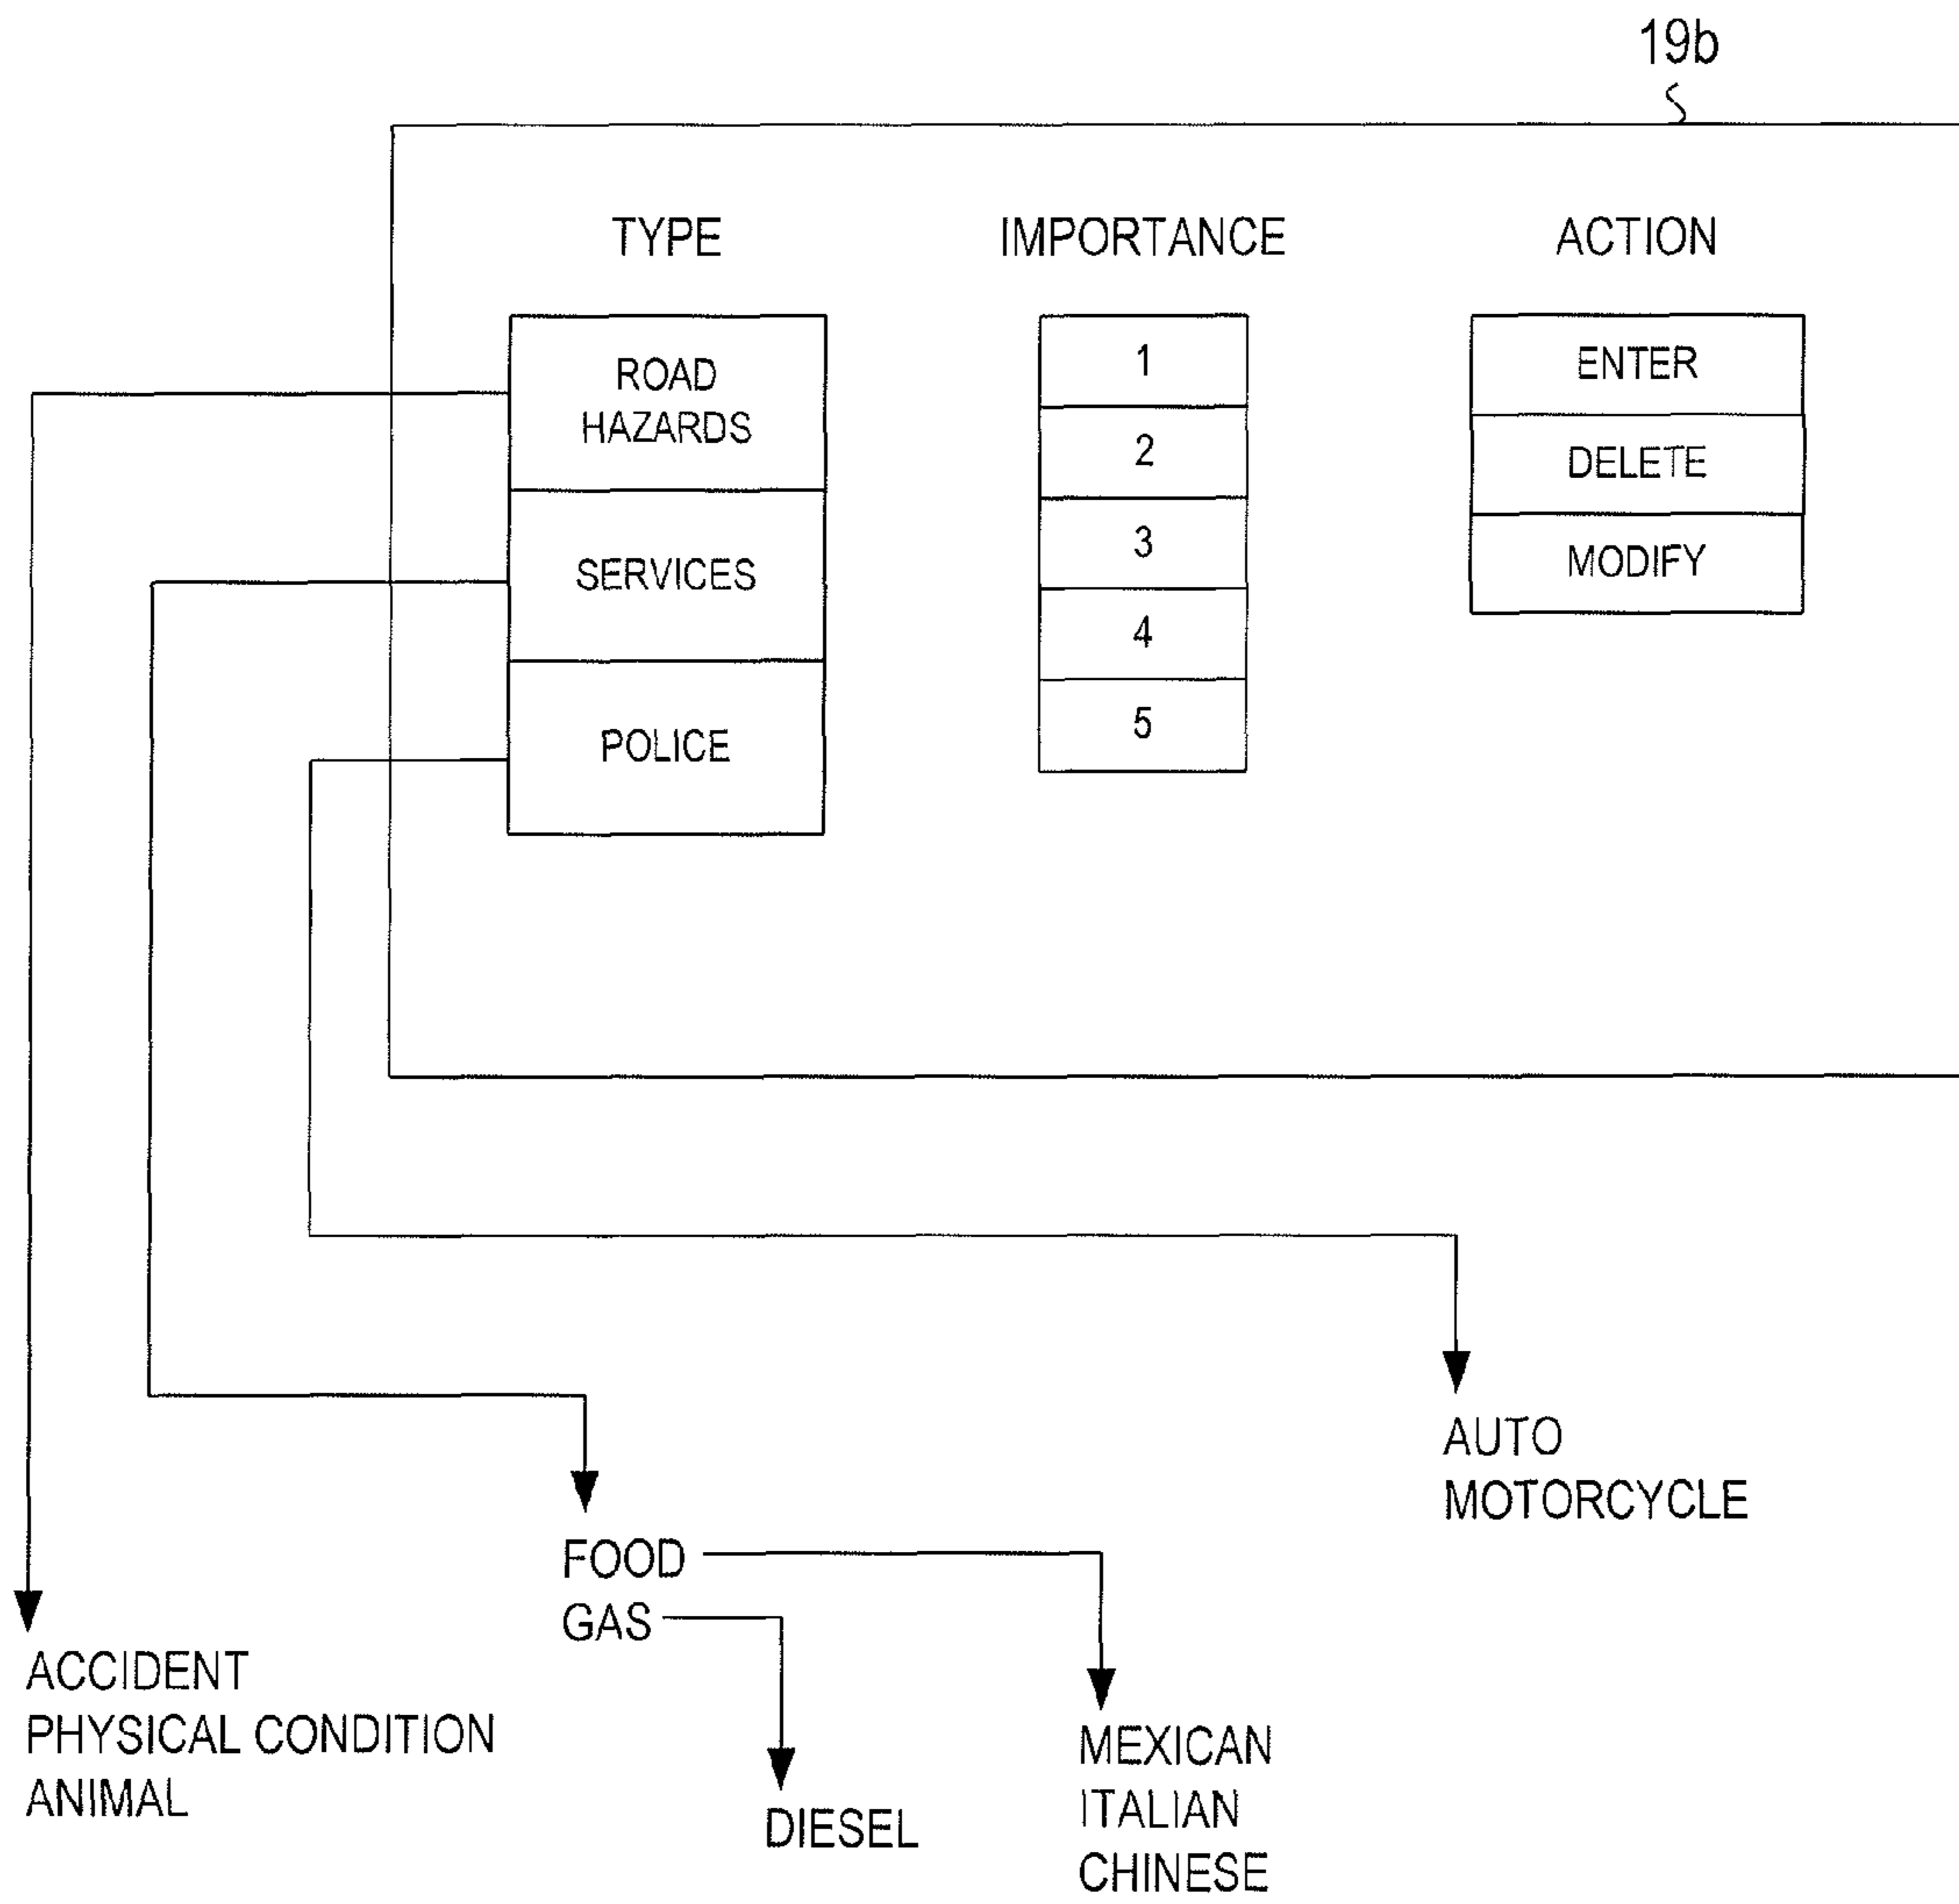 19b
TYPE
IMPORTANCE
ACTION
ROAD
HAZARDS
SERVICES
POLICE
1
2
3
4
5
ENTER
DELETE
MODIFY
AUTO
MOTORCYCLE
FOOD
GAS
ACCIDENT
PHYSICAL CONDITION
ANIMAL
DIESEL
MEXICAN
ITALIAN
CHINESE